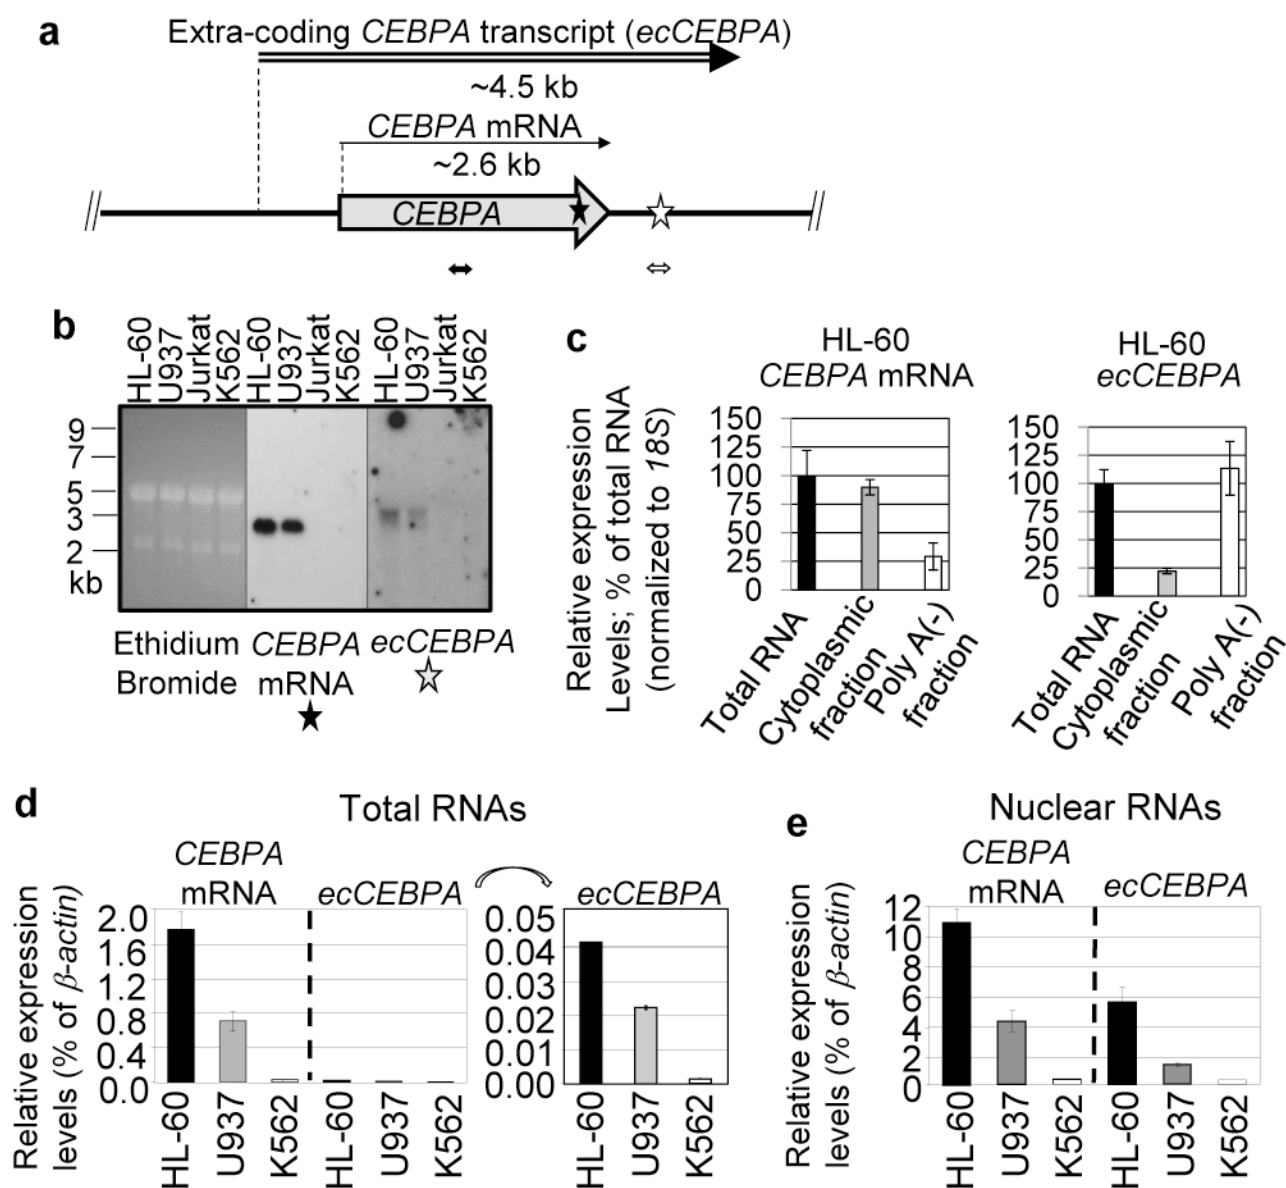 a
Extra-coding CEBPA transcript (ecCEBPA)
~4.5 kb
CEBPA mRNA
~2.6 kb
CEBPA
b
HL-60
U937
Jurkat
K562
HL-60
U937
Jurkat
K562
HL-60
U937
Jurkat
K562
9
7
5
3
2
kb
Ethidium
Bromide
CEBPA
mRNA
ecCEBPA
c
Relative expression
Levels; % of total RNA
(normalized to 18S)
HL-60
CEBPA mRNA
150
125
100
75
50
25
0
Total RNA
Cytoplasmic
fraction
Poly A(-)
fraction
HL-60
ecCEBPA
150
125
100
75
50
25
0
Total RNA
Cytoplasmic
fraction
Poly A(-)
fraction
d
Total RNAs
Relative expression
levels (% of β-actin)
CEBPA
mRNA
ecCEBPA
2.0
1.6
1.2
0.8
0.4
0.0
HL-60
U937
K562
HL-60
U937
K562
ecCEBPA
0.05
0.04
0.03
0.02
0.01
0.00
HL-60
U937
K562
e
Nuclear RNAs
Relative expression
levels (% of β-actin)
CEBPA
mRNA
ecCEBPA
12
10
8
6
4
2
0
HL-60
U937
K562
HL-60
U937
K562